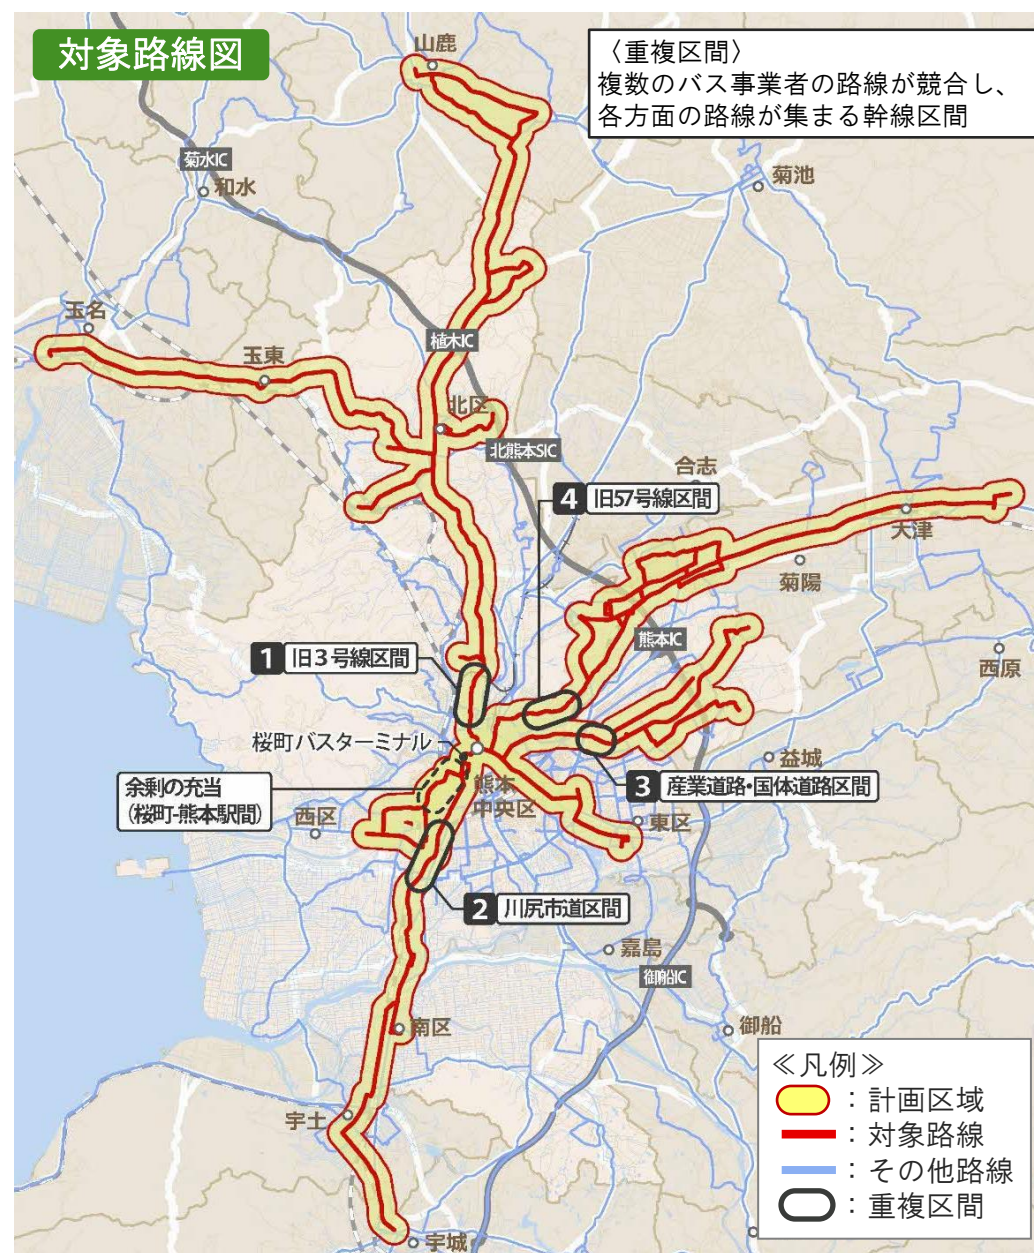 対象路線図
〈重複区間〉
複数のバス事業者の路線が競合し、
各方面の路線が集まる幹線区間
山鹿
菊水IC
和水
菊池
玉名
植木IC
玉東
北区
北熊本SIC
合志
4 旧57号線区間
大津
菊陽
熊本IC
1 旧3号線区間
西原
桜町バスターミナル
益城
余剰の充当
(桜町-熊本駅間)
熊本
中央区
3 産業道路・国体道路区間
西区
東区
2 川尻市道区間
嘉島
御船IC
南区
御船
宇土
宇城
≪凡例≫
：計画区域
：対象路線
：その他路線
：重複区間